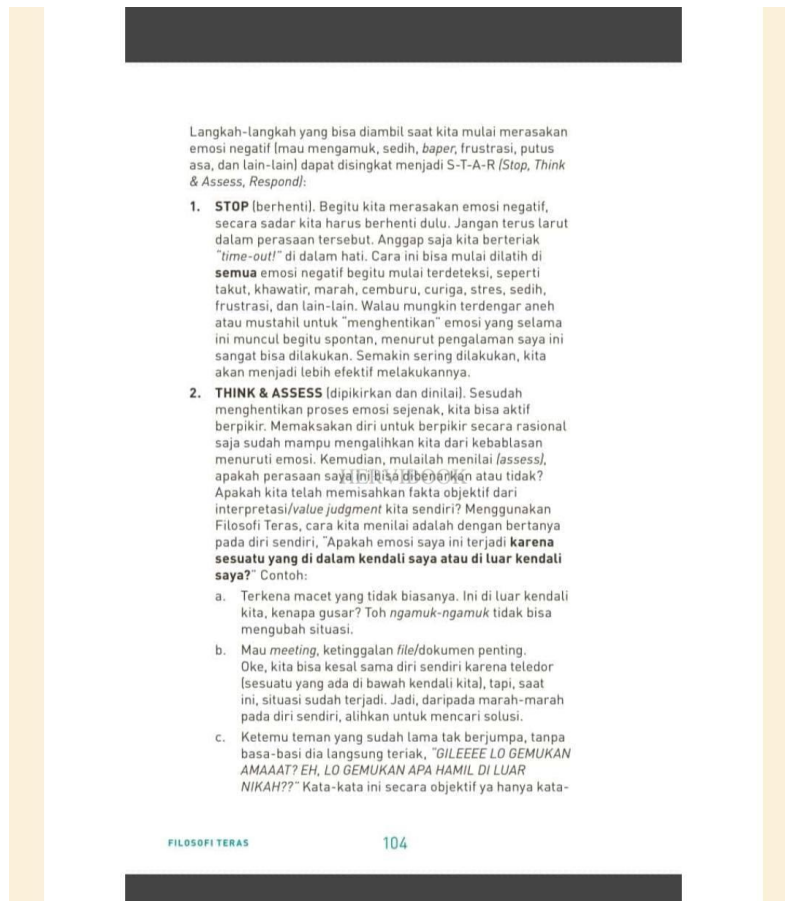 Langkah-langkah yang bisa diambil saat kita mulai merasakan
emosi negatif (mau mengamuk, sedih, baper, frustrasi, putus
asa, dan lain-lain) dapat disingkat menjadi S-T-A-R (Stop, Think
& Assess, Respond):
1. STOP (berhenti). Begitu kita merasakan emosi negatif,
secara sadar kita harus berhenti dulu. Jangan terus larut
dalam perasaan tersebut. Anggap saja kita berteriak
"time-out!" di dalam hati. Cara ini bisa mulai dilatih di
semua emosi negatif begitu mulai terdeteksi, seperti
takut, khawatir, marah, cemburu, curiga, stres, sedih,
frustrasi, dan lain-lain. Walau mungkin terdengar aneh
atau mustahil untuk "menghentikan" emosi yang selama
ini muncul begitu spontan, menurut pengalaman saya ini
sangat bisa dilakukan. Semakin sering dilakukan, kita
akan menjadi lebih efektif melakukannya.
2. THINK & ASSESS (dipikirkan dan dinilai). Sesudah
menghentikan proses emosi sejenak, kita bisa aktif
berpikir. Memaksakan diri untuk berpikir secara rasional
saja sudah mampu mengalihkan kita dari kebablasan
menuruti emosi. Kemudian, mulailah menilai (assess),
apakah perasaan saya ini bisa dibenarkan atau tidak?
HERVIBOOK
Apakah kita telah memisahkan fakta objektif dari
interpretasi/value judgment kita sendiri? Menggunakan
Filosofi Teras, cara kita menilai adalah dengan bertanya
pada diri sendiri, "Apakah emosi saya ini terjadi karena
sesuatu yang di dalam kendali saya atau di luar kendali
saya?" Contoh:
a. Terkena macet yang tidak biasanya. Ini di luar kendali
kita, kenapa gusar? Toh ngamuk-ngamuk tidak bisa
mengubah situasi.
b. Mau meeting, ketinggalan file/dokumen penting.
Oke, kita bisa kesal sama diri sendiri karena teledor
(sesuatu yang ada di bawah kendali kita), tapi, saat
ini, situasi sudah terjadi. Jadi, daripada marah-marah
pada diri sendiri, alihkan untuk mencari solusi.
c. Ketemu teman yang sudah lama tak berjumpa, tanpa
basa-basi dia langsung teriak, "GILEEEE LO GEMUKAN
AMAAAT? EH, LO GEMUKAN APA HAMIL DI LUAR
NIKAH??" Kata-kata ini secara objektif ya hanya kata-
FILOSOFI TERAS 104